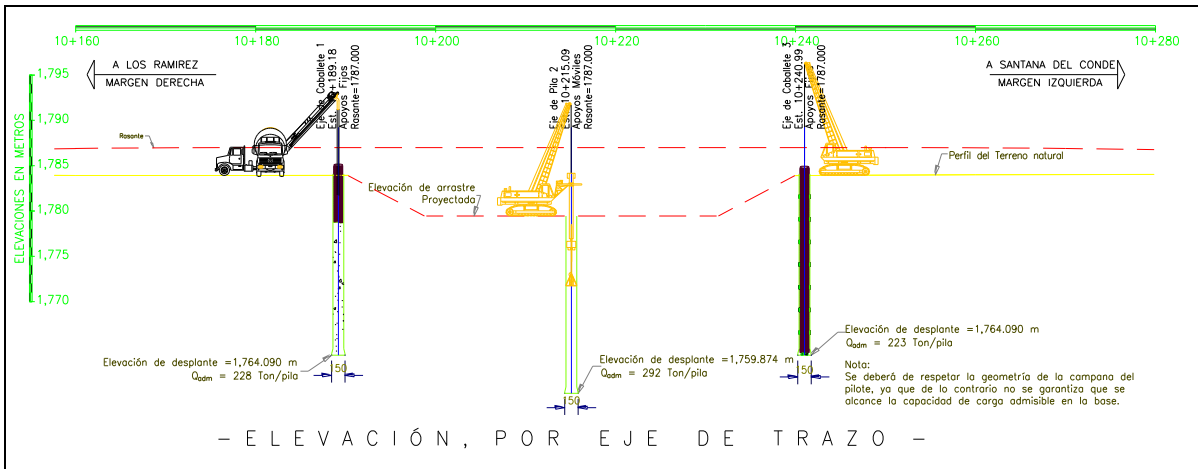 10+160 10+180 10+200 10+220 10+240 10+260 10+280
A LOS RAMIREZ
MARGEN DERECHA
A SANTANA DEL CONDE
MARGEN IZQUIERDA
ELEVACIONES EN METROS
1,795
1,790
1,785
1,780
1,775
1,770
Eje de Caballete 1
Est. 10+189.18
Apoyos Fijos
Rasante=1787.000
Eje de Pila 2
Est. 10+215.09
Apoyos Móviles
Rasante=1787.000
Eje de Caballete 3
Est. 10+240.99
Apoyos Fijos
Rasante=1787.000
Rasante
Perfil del Terreno natural
Elevación de arrastre
Proyectada
Elevación de desplante =1,764.090 m
Qadm = 228 Ton/pila
150
Elevación de desplante =1,759.874 m
Qadm = 292 Ton/pila
150
Elevación de desplante =1,764.090 m
Qadm = 223 Ton/pila
150
Nota:
Se deberá de respetar la geometría de la campana del
pilote, ya que de lo contrario no se garantiza que se
alcance la capacidad de carga admisible en la base.
- ELEVACIÓN, POR EJE DE TRAZO -